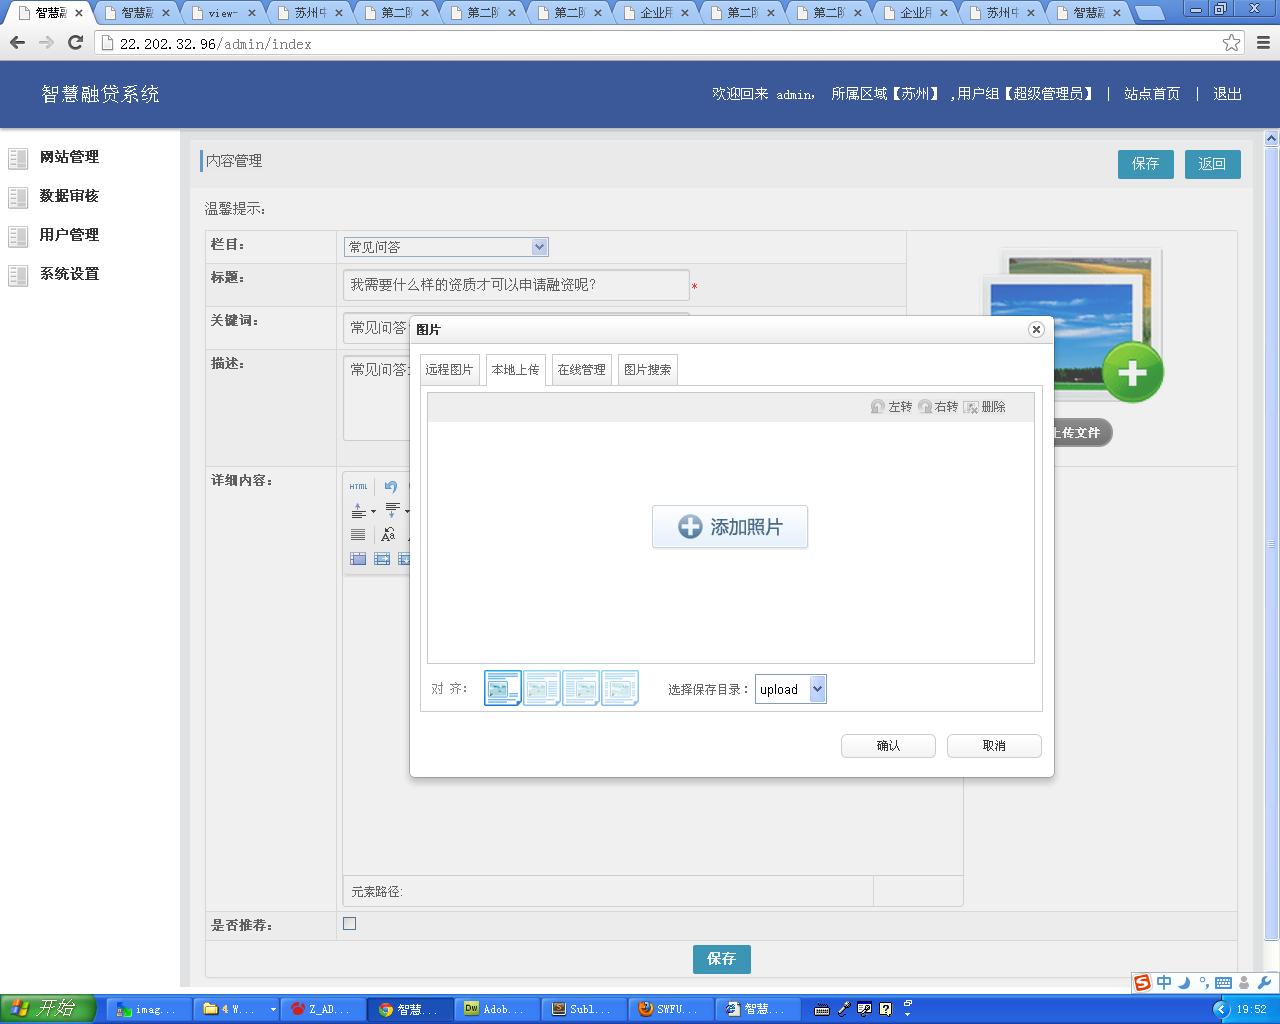 智慧融 智慧融 view- 苏州中 第二阶 第二阶 第二阶 企业用 第二阶 第二阶 企业用 苏州中 智慧融
22.202.32.96/admin/index
智慧融贷系统
欢迎回来 admin, 所属区域【苏州】 ,用户组【超级管理员】 | 站点首页 | 退出
网站管理
数据审核
用户管理
系统设置
内容管理
保存 返回
温馨提示:
栏目: 常见问答
标题: 我需要什么样的资质才可以申请融资呢? *
关键词: 常见问答
描述: 常见问答:
上传文件
详细内容:
HTML
图片
远程图片 本地上传 在线管理 图片搜索
左转 右转 删除
添加照片
对 齐: 选择保存目录: upload
确认 取消
元素路径:
是否推荐:
保存
中
开始 imag... 4 W... Z_AD... 智慧... Adob... Subl... SWFU... 智慧... 19:52